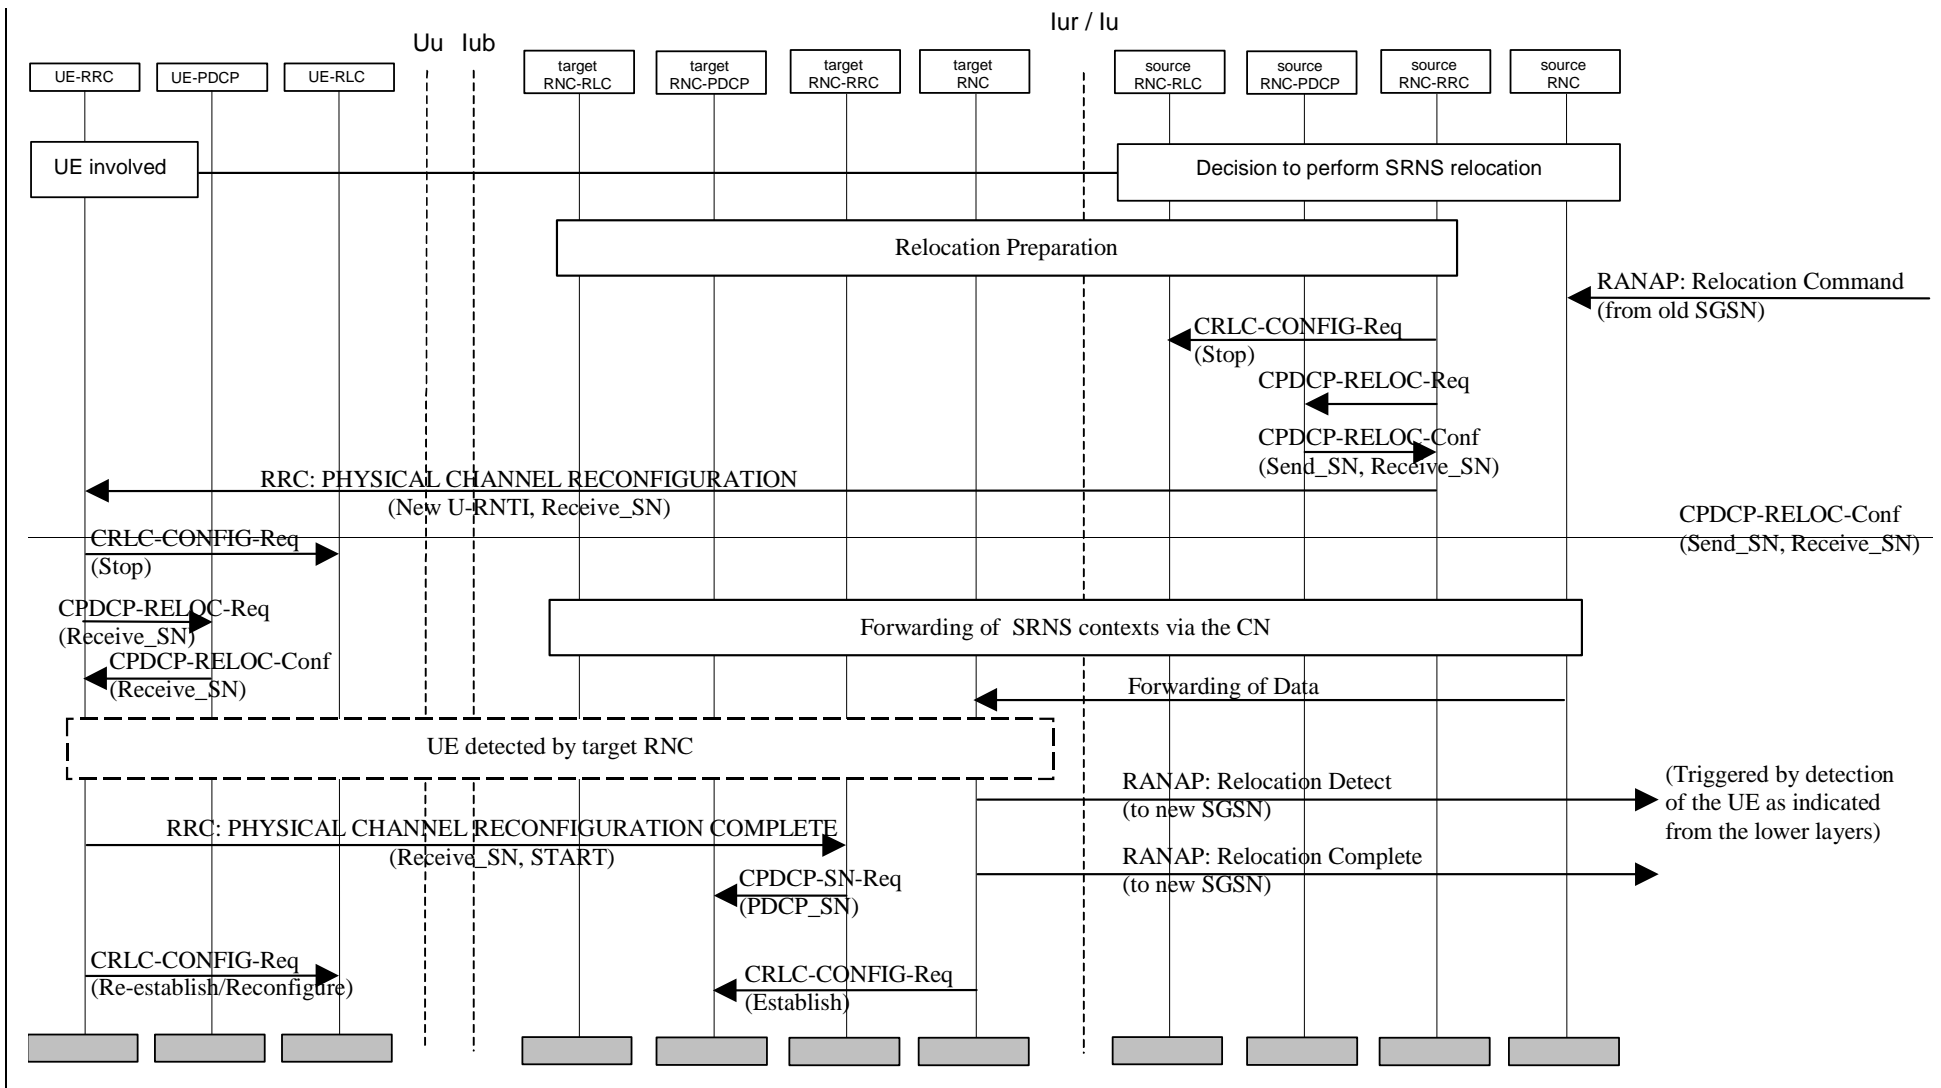 Iur / Iu
Uu Iub
UE-RRC
UE-PDCP
UE-RLC
target
RNC-RLC
target
RNC-PDCP
target
RNC-RRC
target
RNC
source
RNC-RLC
source
RNC-PDCP
source
RNC-RRC
source
RNC
UE involved
Decision to perform SRNS relocation
Relocation Preparation
RANAP: Relocation Command
(from old SGSN)
CRLC-CONFIG-Req
(Stop)
CPDCP-RELOC-Req
CPDCP-RELOC-Conf
(Send_SN, Receive_SN)
RRC: PHYSICAL CHANNEL RECONFIGURATION
(New U-RNTI, Receive_SN)
CPDCP-RELOC-Conf
(Send_SN, Receive_SN)
CRLC-CONFIG-Req
(Stop)
CPDCP-RELOC-Req
(Receive_SN)
Forwarding of SRNS contexts via the CN
CPDCP-RELOC-Conf
(Receive_SN)
Forwarding of Data
UE detected by target RNC
RANAP: Relocation Detect
(to new SGSN)
(Triggered by detection
of the UE as indicated
from the lower layers)
RRC: PHYSICAL CHANNEL RECONFIGURATION COMPLETE
(Receive_SN, START)
RANAP: Relocation Complete
(to new SGSN)
CPDCP-SN-Req
(PDCP_SN)
CRLC-CONFIG-Req
(Re-establish/Reconfigure)
CRLC-CONFIG-Req
(Establish)